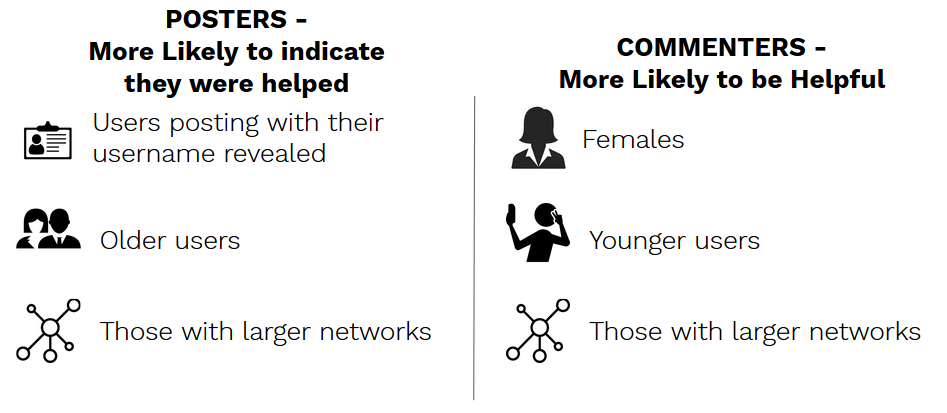 POSTERS -
More Likely to indicate
they were helped
Users posting with their
username revealed
Older users
Those with larger networks
COMMENTERS -
More Likely to be Helpful
Females
Younger users
Those with larger networks